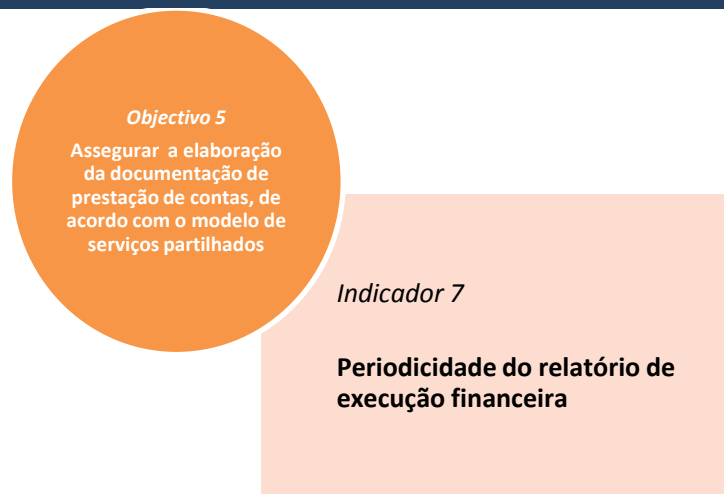 Objectivo 5
Assegurar a elaboração
da documentação de
prestação de contas, de
acordo com o modelo de
serviços partilhados
Indicador 7
Periodicidade do relatório de
execução financeira